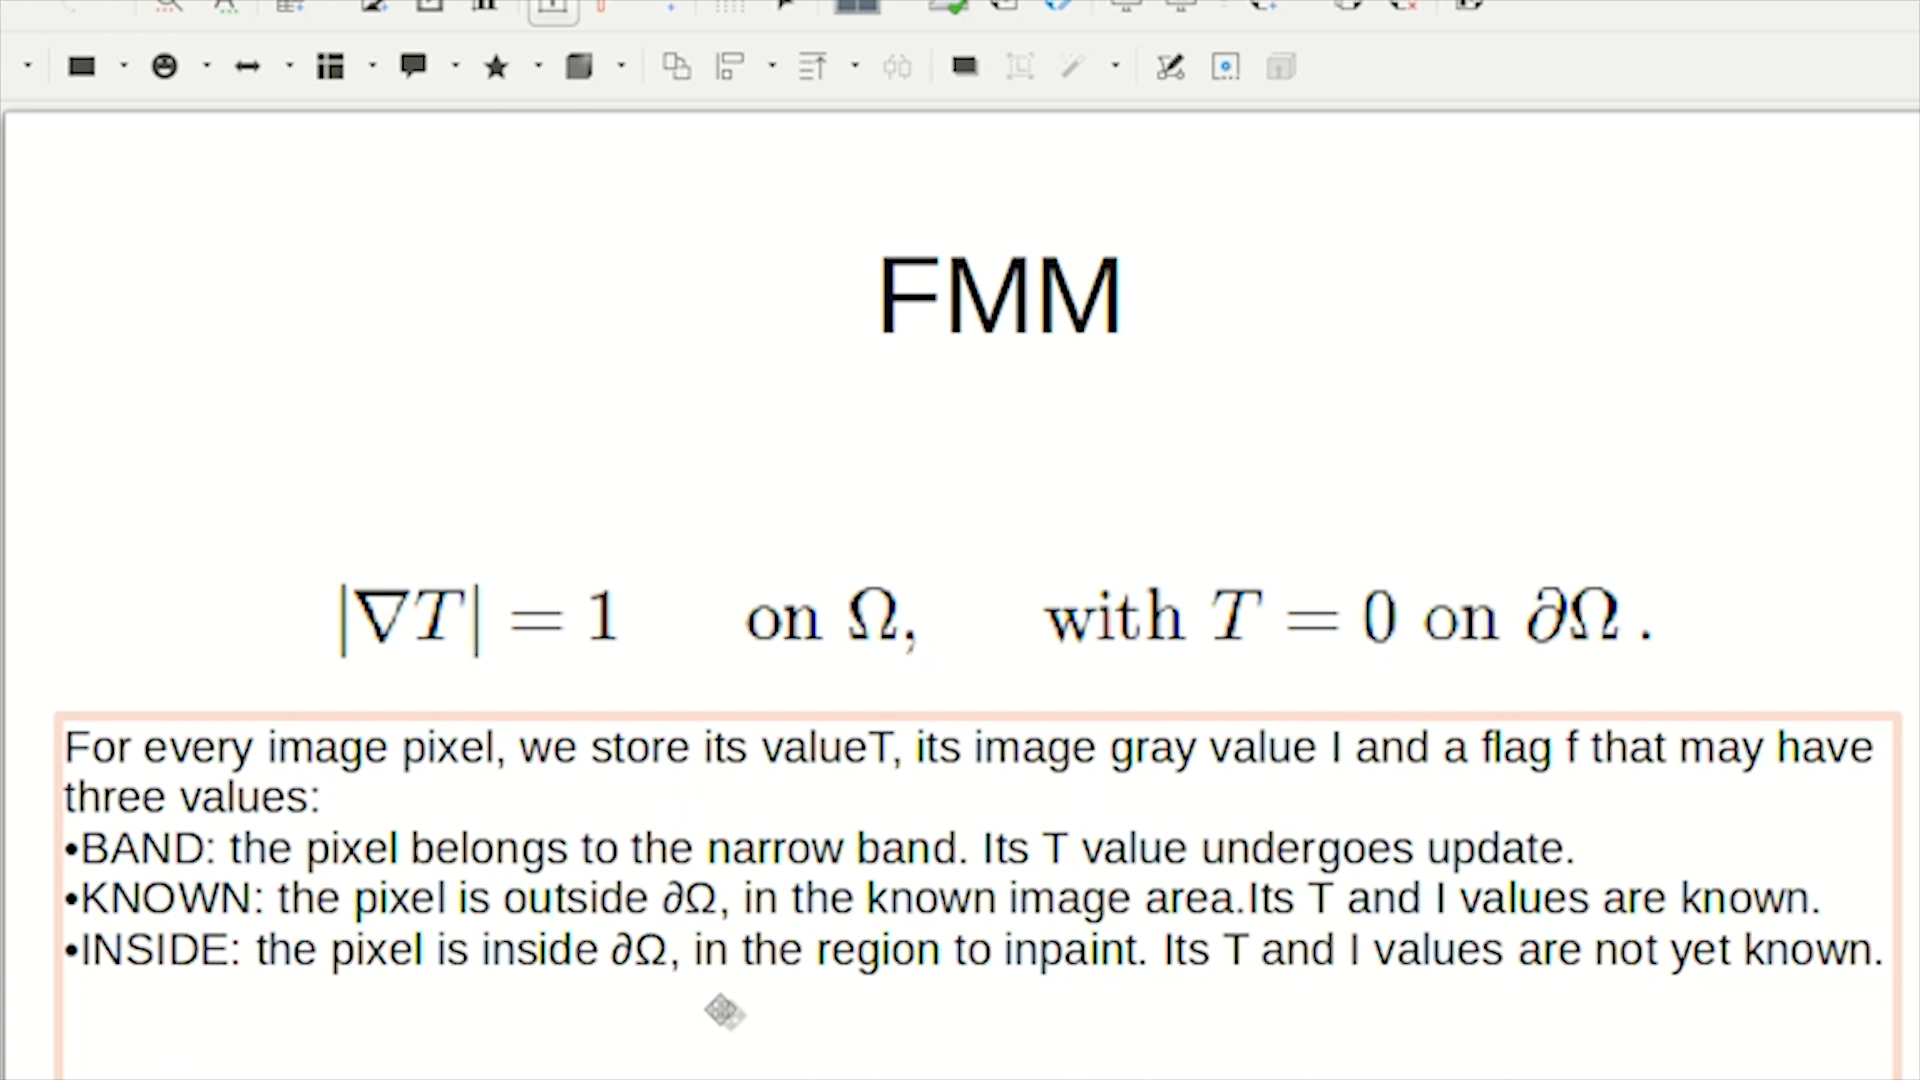 FMM
|∇T| = 1 on Ω, with T = 0 on ∂Ω .
For every image pixel, we store its valueT, its image gray value I and a flag f that may have
three values:
•BAND: the pixel belongs to the narrow band. Its T value undergoes update.
•KNOWN: the pixel is outside ∂Ω, in the known image area.Its T and I values are known.
•INSIDE: the pixel is inside ∂Ω, in the region to inpaint. Its T and I values are not yet known.